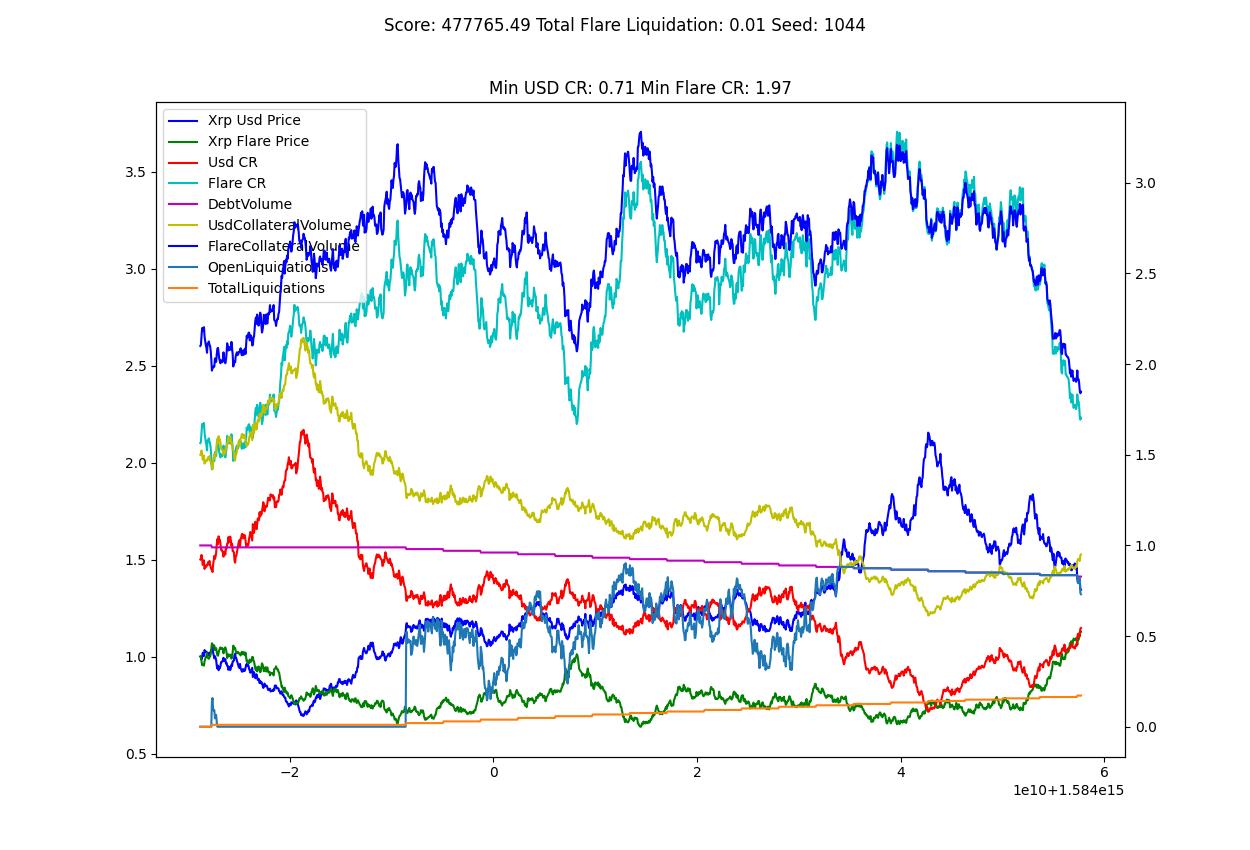 Score: 477765.49 Total Flare Liquidation: 0.01 Seed: 1044
Min USD CR: 0.71 Min Flare CR: 1.97
Xrp Usd Price
Xrp Flare Price
Usd CR
Flare CR
DebtVolume
UsdCollateralVolume
FlareCollateralVolume
OpenLiquidations
TotalLiquidations
3.5
3.0
2.5
2.0
1.5
1.0
0.5
3.0
2.5
2.0
1.5
1.0
0.5
0.0
−2 0 2 4 6
1e10+1.584e15